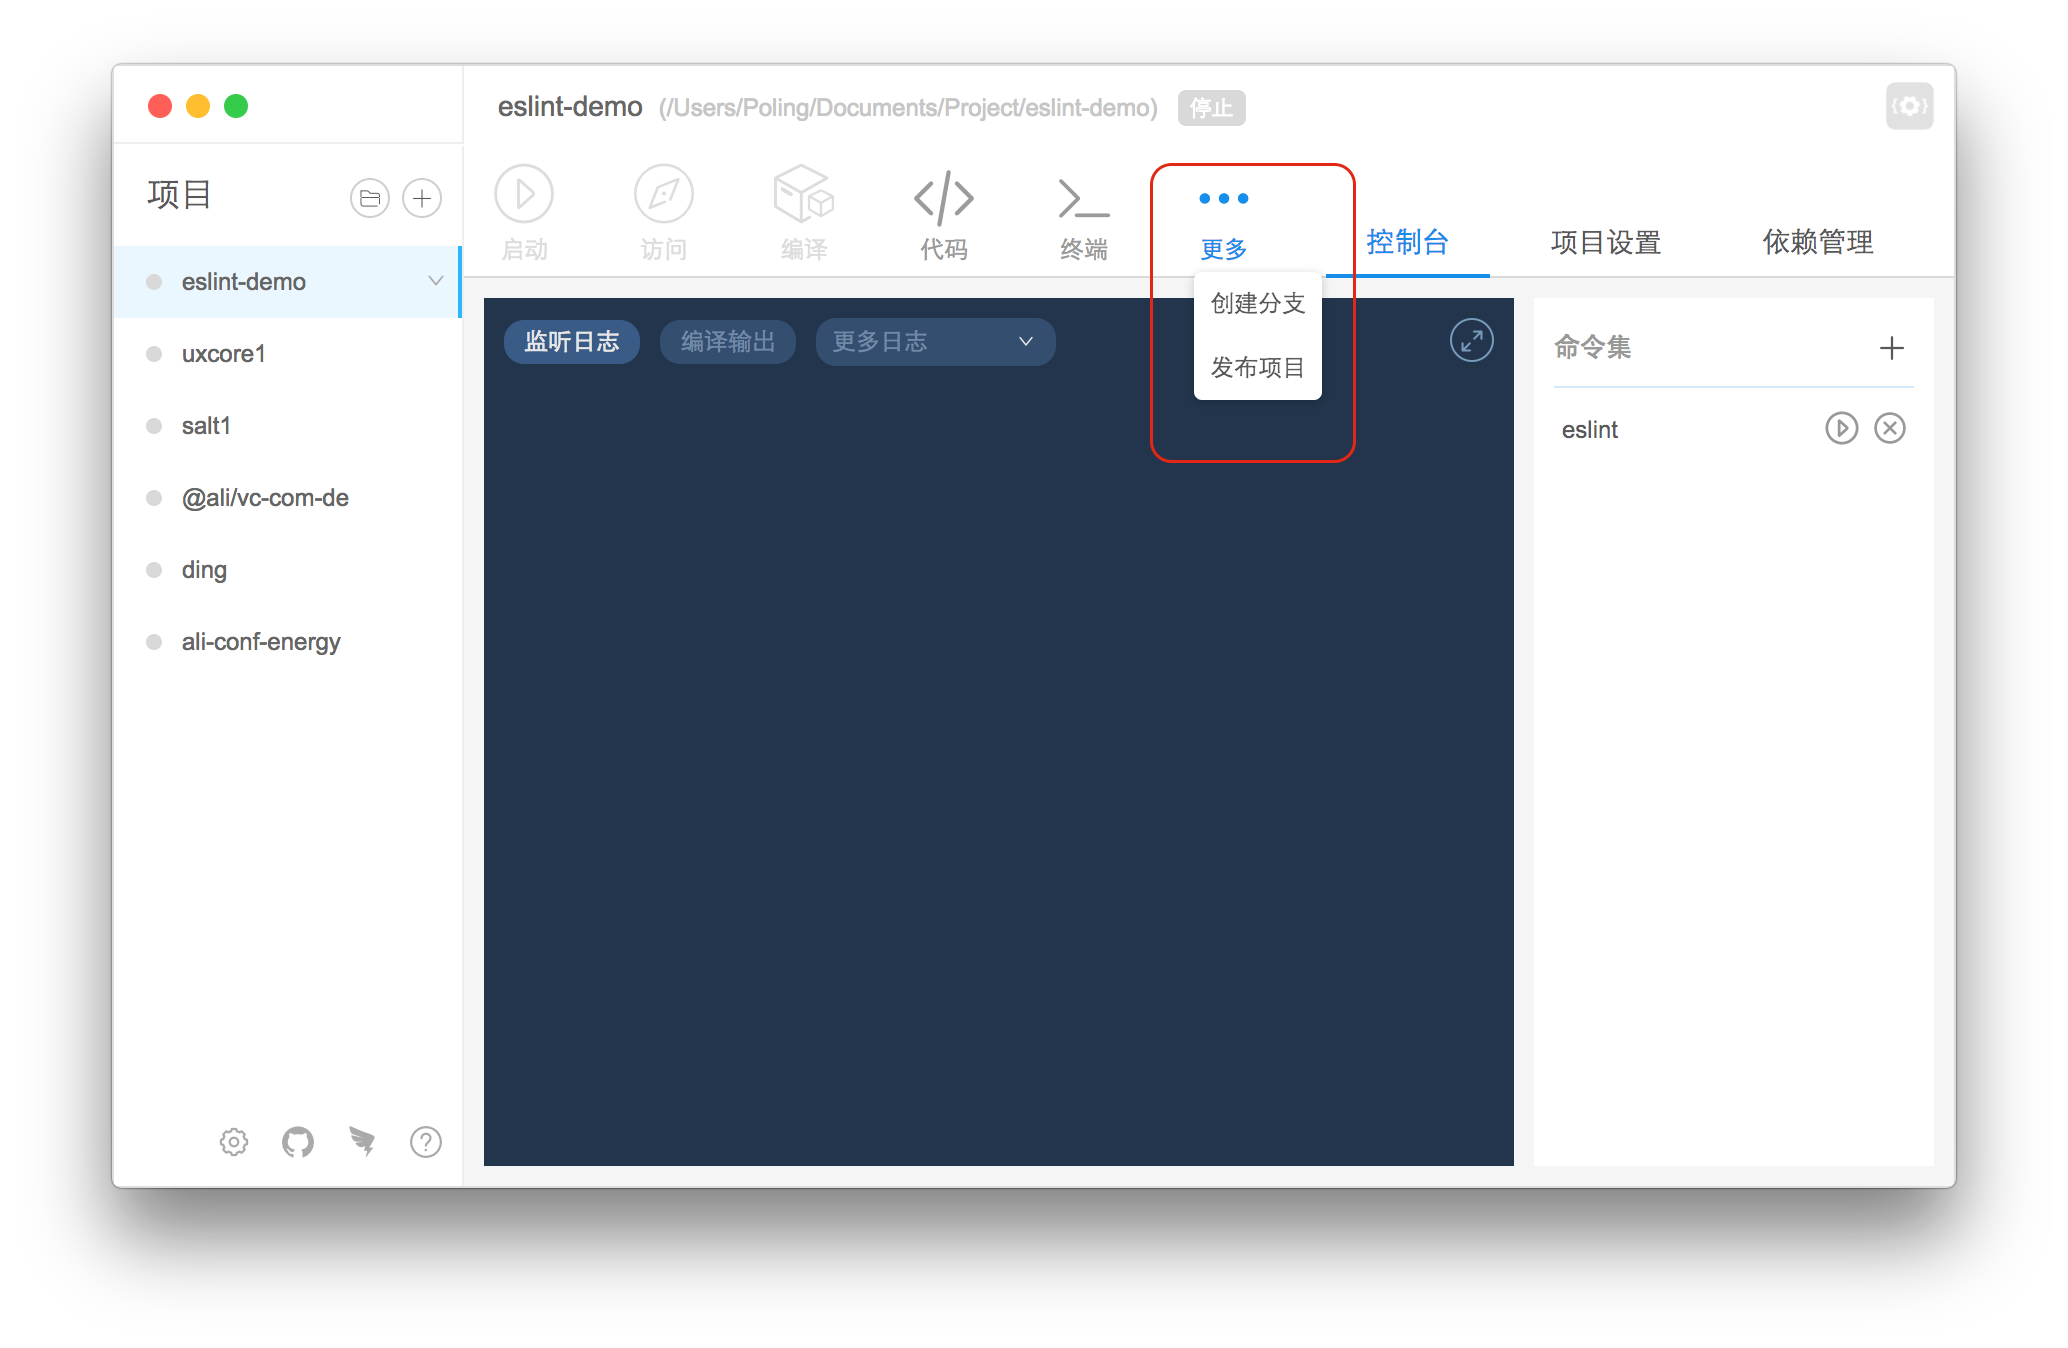 eslint-demo (/Users/Poling/Documents/Project/eslint-demo) 停止
项目
启动 访问 编译 代码 终端 更多
控制台 项目设置 依赖管理
创建分支
发布项目
eslint-demo
uxcore1
salt1
@ali/vc-com-de
ding
ali-conf-energy
监听日志 编译输出 更多日志
命令集
eslint